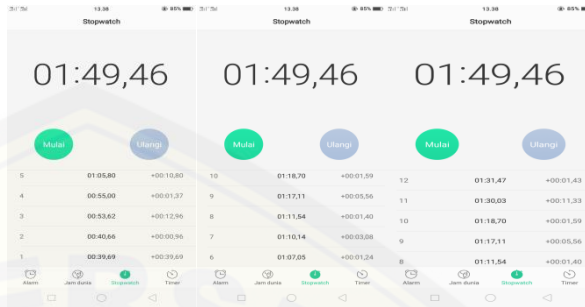 13.38 85%
Stopwatch
01:49,46
Mulai Ulangi
5 01:05,80 +00:10,80
4 00:55,00 +00:01,37
3 00:53,62 +00:12,96
2 00:40,66 +00:00,96
1 00:39,69 +00:39,69
Alarm Jam dunia Stopwatch Timer
13.38 85%
Stopwatch
01:49,46
Mulai Ulangi
10 01:18,70 +00:01,59
9 01:17,11 +00:05,56
8 01:11,54 +00:01,40
7 01:10,14 +00:03,08
6 01:07,05 +00:01,24
Alarm Jam dunia Stopwatch Timer
13.38 85%
Stopwatch
01:49,46
Mulai Ulangi
12 01:31,47 +00:01,43
11 01:30,03 +00:11,33
10 01:18,70 +00:01,59
9 01:17,11 +00:05,56
8 01:11,54 +00:01,40
Alarm Jam dunia Stopwatch Timer